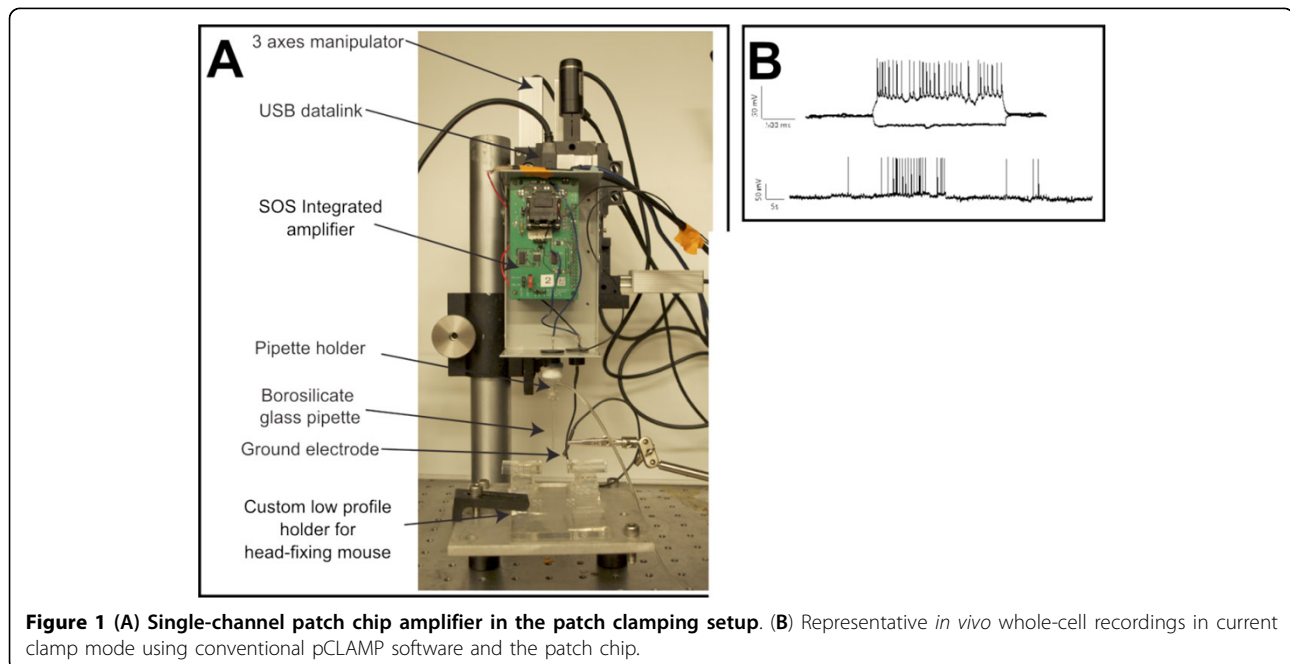 A
3 axes manipulator
USB datalink
SOS Integrated
amplifier
Pipette holder
Borosilicate
glass pipette
Ground electrode
Custom low profile
holder for
head-fixing mouse
2
B
50 mV
5s
Figure 1 (A) Single-channel patch chip amplifier in the patch clamping setup. (B) Representative in vivo whole-cell recordings in current
clamp mode using conventional pCLAMP software and the patch chip.